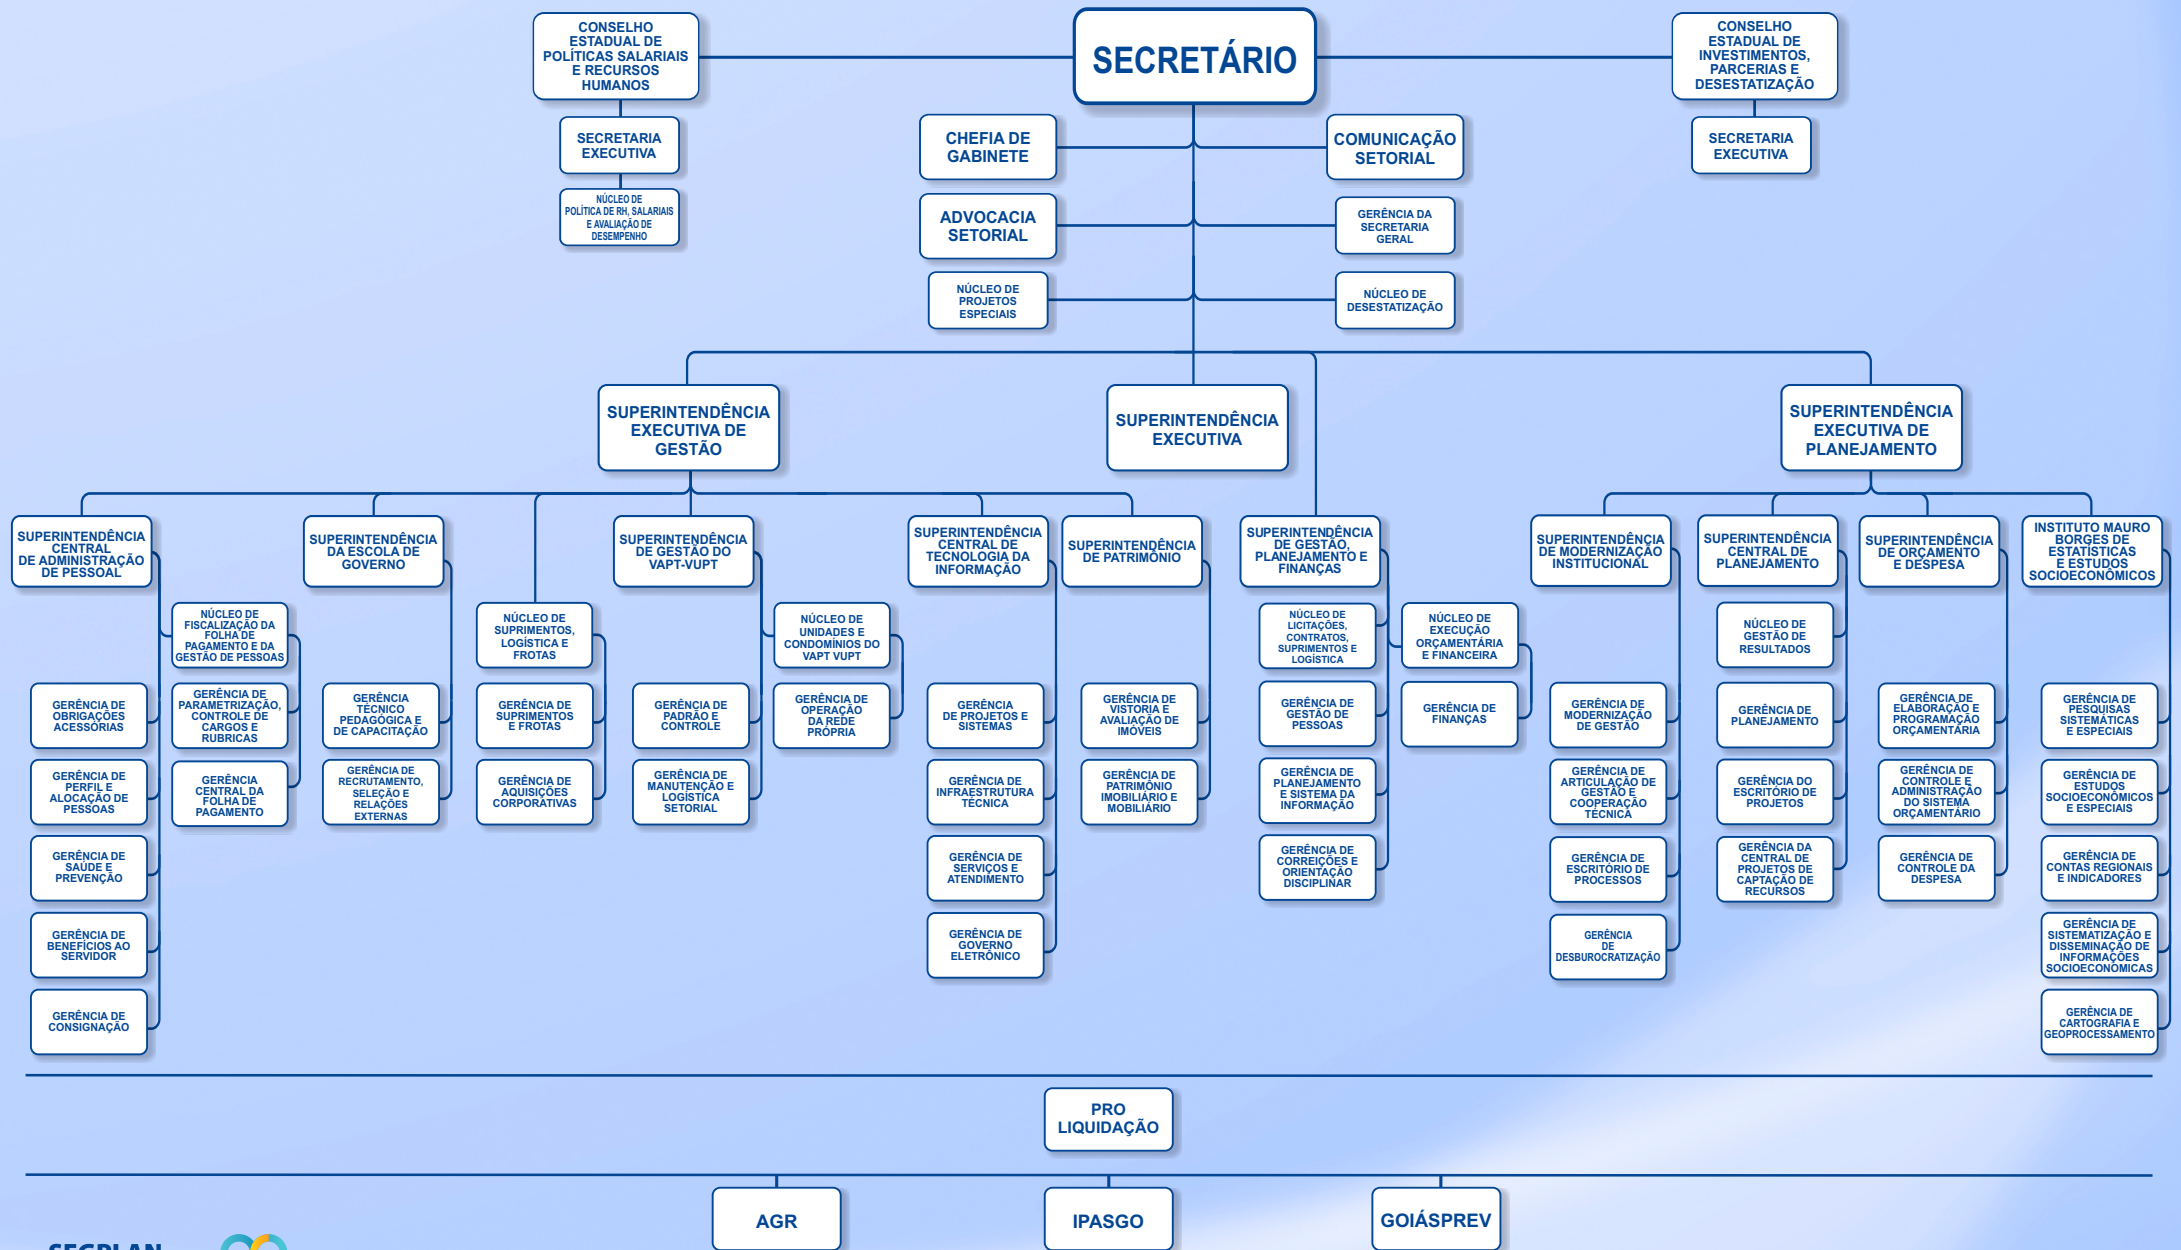 CONSELHO
ESTADUAL DE
POLÍTICAS SALARIAIS
E RECURSOS
HUMANOS
SECRETÁRIO
CONSELHO
ESTADUAL DE
INVESTIMENTOS,
PARCERIAS E
DESESTATIZAÇÃO
SECRETARIA
EXECUTIVA
CHEFIA DE
GABINETE
COMUNICAÇÃO
SETORIAL
SECRETARIA
EXECUTIVA
NÚCLEO DE
POLÍTICA DE RH, SALARIAIS
E AVALIAÇÃO DE
DESEMPENHO
ADVOCACIA
SETORIAL
GERÊNCIA DA
SECRETARIA
GERAL
NÚCLEO DE
PROJETOS
ESPECIAIS
NÚCLEO DE
DESESTATIZAÇÃO
SUPERINTENDÊNCIA
EXECUTIVA DE
GESTÃO
SUPERINTENDÊNCIA
EXECUTIVA
SUPERINTENDÊNCIA
EXECUTIVA DE
PLANEJAMENTO
SUPERINTENDÊNCIA
CENTRAL
DE ADMINISTRAÇÃO
DE PESSOAL
SUPERINTENDÊNCIA
DA ESCOLA DE
GOVERNO
SUPERINTENDÊNCIA
DE GESTÃO DO
VAPT-VUPT
SUPERINTENDÊNCIA
CENTRAL DE
TECNOLOGIA DA
INFORMAÇÃO
SUPERINTENDÊNCIA
DE PATRIMÔNIO
SUPERINTENDÊNCIA
DE GESTÃO,
PLANEJAMENTO E
FINANÇAS
SUPERINTENDÊNCIA
DE MODERNIZAÇÃO
INSTITUCIONAL
SUPERINTENDÊNCIA
CENTRAL DE
PLANEJAMENTO
SUPERINTENDÊNCIA
DE ORÇAMENTO
E DESPESA
INSTITUTO MAURO
BORGES DE
ESTATÍSTICAS
E ESTUDOS
SOCIOECONÔMICOS
NÚCLEO DE
FISCALIZAÇÃO DA
FOLHA DE
PAGAMENTO E DA
GESTÃO DE PESSOAS
NÚCLEO DE
SUPRIMENTOS,
LOGÍSTICA E
FROTAS
NÚCLEO DE
UNIDADES E
CONDOMÍNIOS DO
VAPT VUPT
NÚCLEO DE
LICITAÇÕES,
CONTRATOS,
SUPRIMENTOS E
LOGÍSTICA
NÚCLEO DE
EXECUÇÃO
ORÇAMENTÁRIA
E FINANCEIRA
NÚCLEO DE
GESTÃO DE
RESULTADOS
GERÊNCIA DE
OBRIGAÇÕES
ACESSÓRIAS
GERÊNCIA DE
PARAMETRIZAÇÃO,
CONTROLE DE
CARGOS E
RUBRICAS
GERÊNCIA
TÉCNICO
PEDAGÓGICA E
DE CAPACITAÇÃO
GERÊNCIA DE
SUPRIMENTOS
E FROTAS
GERÊNCIA DE
PADRÃO E
CONTROLE
GERÊNCIA DE
OPERAÇÃO
DA REDE
PRÓPRIA
GERÊNCIA
DE PROJETOS E
SISTEMAS
GERÊNCIA DE
VISTORIA E
AVALIAÇÃO DE
IMÓVEIS
GERÊNCIA DE
GESTÃO DE
PESSOAS
GERÊNCIA DE
FINANÇAS
GERÊNCIA DE
MODERNIZAÇÃO
DE GESTÃO
GERÊNCIA DE
PLANEJAMENTO
GERÊNCIA DE
ELABORAÇÃO E
PROGRAMAÇÃO
ORÇAMENTÁRIA
GERÊNCIA DE
PESQUISAS
SISTEMÁTICAS
E ESPECIAIS
GERÊNCIA DE
PERFIL E
ALOCAÇÃO DE
PESSOAS
GERÊNCIA
CENTRAL DA
FOLHA DE
PAGAMENTO
GERÊNCIA DE
RECRUTAMENTO,
SELEÇÃO E
RELAÇÕES
EXTERNAS
GERÊNCIA DE
AQUISIÇÕES
CORPORATIVAS
GERÊNCIA DE
MANUTENÇÃO E
LOGÍSTICA
SETORIAL
GERÊNCIA DE
INFRAESTRUTURA
TÉCNICA
GERÊNCIA DE
PATRIMÔNIO
IMOBILIÁRIO E
MOBILIÁRIO
GERÊNCIA DE
PLANEJAMENTO
E SISTEMA DA
INFORMAÇÃO
GERÊNCIA DE
ARTICULAÇÃO DE
GESTÃO E
COOPERAÇÃO
TÉCNICA
GERÊNCIA DO
ESCRITÓRIO DE
PROJETOS
GERÊNCIA DE
CONTROLE E
ADMINISTRAÇÃO
DO SISTEMA
ORÇAMENTÁRIO
GERÊNCIA DE
ESTUDOS
SOCIOECONÔMICOS
E ESPECIAIS
GERÊNCIA DE
SAÚDE E
PREVENÇÃO
GERÊNCIA DE
SERVIÇOS E
ATENDIMENTO
GERÊNCIA DE
CORREIÇÕES E
ORIENTAÇÃO
DISCIPLINAR
GERÊNCIA DE
ESCRITÓRIO DE
PROCESSOS
GERÊNCIA DA
CENTRAL DE
PROJETOS DE
CAPTAÇÃO DE
RECURSOS
GERÊNCIA DE
CONTROLE DA
DESPESA
GERÊNCIA DE
CONTAS REGIONAIS
E INDICADORES
GERÊNCIA DE
BENEFÍCIOS AO
SERVIDOR
GERÊNCIA DE
GOVERNO
ELETRÔNICO
GERÊNCIA
DE
DESBUROCRATIZAÇÃO
GERÊNCIA DE
SISTEMATIZAÇÃO E
DISSEMINAÇÃO DE
INFORMAÇÕES
SOCIOECONÔMICAS
GERÊNCIA DE
CONSIGNAÇÃO
GERÊNCIA DE
CARTOGRAFIA E
GEOPROCESSAMENTO
PRO
LIQUIDAÇÃO
AGR
IPASGO
GOIÁSPREV
SEGPLAN